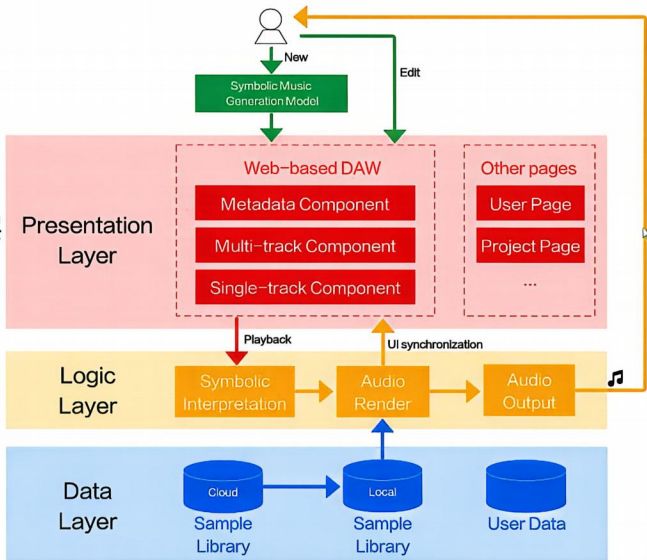 New
Edit
Symbolic Music
Generation Model
Presentation
Layer
Web-based DAW
Metadata Component
Multi-track Component
Single-track Component
Other pages
User Page
Project Page
...
Playback
UI synchronization
Logic
Layer
Symbolic
Interpretation
Audio
Render
Audio
Output
Data
Layer
Cloud
Sample
Library
Local
Sample
Library
User Data